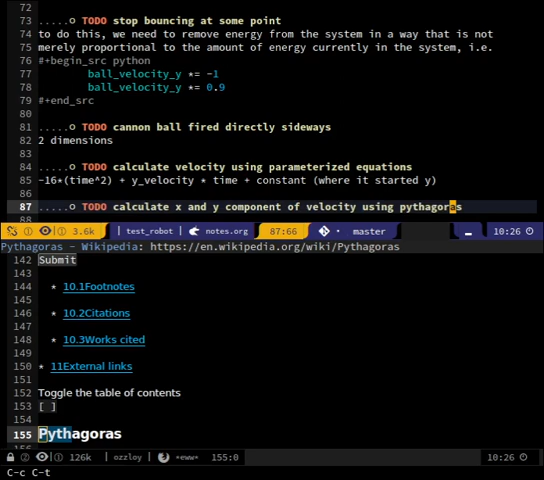 72
73 .....o TODO stop bouncing at some point
74 to do this, we need to remove energy from the system in a way that is not
75 merely proportional to the amount of energy currently in the system, i.e.
76 #+begin_src python
77 ball_velocity_y *= -1
78 ball_velocity_y *= 0.9
79 #+end_src
80
81 .....o TODO cannon ball fired directly sideways
82 2 dimensions
83
84 .....o TODO calculate velocity using parameterized equations
85 -16*(time^2) + y_velocity * time + constant (where it started y)
86
87 .....o TODO calculate x and y component of velocity using pythagoras
88
① ① 3.6k | test_robot | notes.org 87:66 master 10:26
Pythagoras - Wikipedia: https://en.wikipedia.org/wiki/Pythagoras
142 Submit
143
144 * 10.1Footnotes
145
146 * 10.2Citations
147
148 * 10.3Works cited
149
150 * 11External links
151
152 Toggle the table of contents
153 [ ]
154
155 Pythagoras
② ① 126k | ozzloy | *eww* 155:0 10:26
C-c C-t